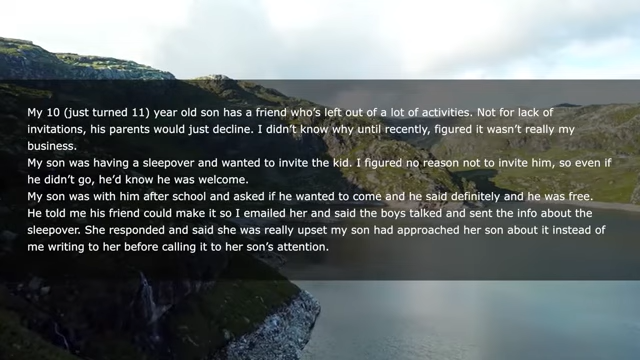 My 10 (just turned 11) year old son has a friend who's left out of a lot of activities. Not for lack of
invitations, his parents would just decline. I didn't know why until recently, figured it wasn't really my
business.
My son was having a sleepover and wanted to invite the kid. I figured no reason not to invite him, so even if
he didn't go, he'd know he was welcome.
My son was with him after school and asked if he wanted to come and he said definitely and he was free.
He told me his friend could make it so I emailed her and said the boys talked and sent the info about the
sleepover. She responded and said she was really upset my son had approached her son about it instead of
me writing to her before calling it to her son's attention.